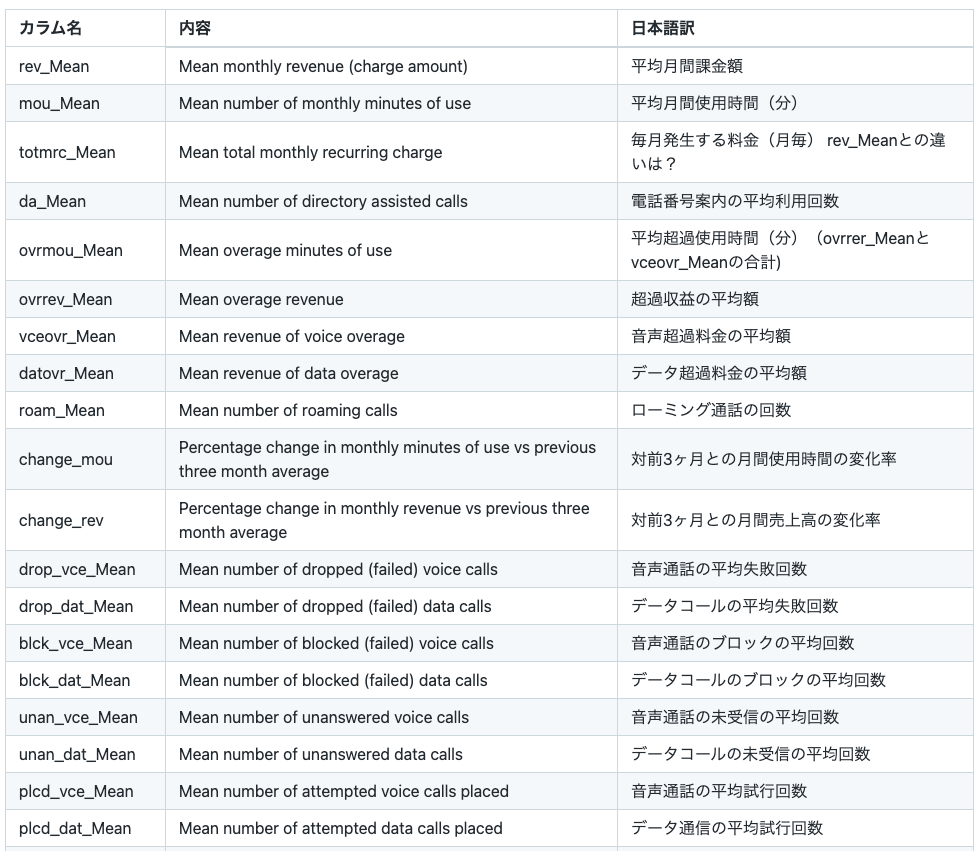 カラム名 内容 日本語訳
rev_Mean Mean monthly revenue (charge amount) 平均月間課金額
mou_Mean Mean number of monthly minutes of use 平均月間使用時間（分）
totmrc_Mean Mean total monthly recurring charge 毎月発生する料金（月毎） rev_Meanとの違
いは？
da_Mean Mean number of directory assisted calls 電話番号案内の平均利用回数
ovrmou_Mean Mean overage minutes of use 平均超過使用時間（分）（ovrrer_Meanと
vceovr_Meanの合計)
ovrrev_Mean Mean overage revenue 超過収益の平均額
vceovr_Mean Mean revenue of voice overage 音声超過料金の平均額
datovr_Mean Mean revenue of data overage データ超過料金の平均額
roam_Mean Mean number of roaming calls ローミング通話の回数
change_mou Percentage change in monthly minutes of use vs previous
three month average 対前3ヶ月との月間使用時間の変化率
change_rev Percentage change in monthly revenue vs previous three
month average 対前3ヶ月との月間売上高の変化率
drop_vce_Mean Mean number of dropped (failed) voice calls 音声通話の平均失敗回数
drop_dat_Mean Mean number of dropped (failed) data calls データコールの平均失敗回数
blck_vce_Mean Mean number of blocked (failed) voice calls 音声通話のブロックの平均回数
blck_dat_Mean Mean number of blocked (failed) data calls データコールのブロックの平均回数
unan_vce_Mean Mean number of unanswered voice calls 音声通話の未受信の平均回数
unan_dat_Mean Mean number of unanswered data calls データコールの未受信の平均回数
plcd_vce_Mean Mean number of attempted voice calls placed 音声通話の平均試行回数
plcd_dat_Mean Mean number of attempted data calls placed データ通信の平均試行回数